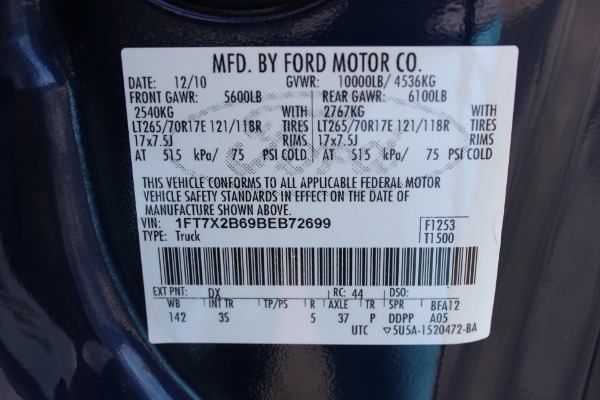 MFD. BY FORD MOTOR CO.
DATE: 12/10 GVWR: 10000LB/ 4536KG
FRONT GAWR: 5600LB REAR GAWR: 6100LB
2540KG WITH 2767KG WITH
LT265/70R17E 121/118R TIRES LT265/70R17E 121/118R TIRES
17x7.5J RIMS 17x7.5J RIMS
AT 515 kPa/ 75 PSI COLD AT 515 kPa/ 75 PSI COLD
THIS VEHICLE CONFORMS TO ALL APPLICABLE FEDERAL MOTOR
VEHICLE SAFETY STANDARDS IN EFFECT ON THE DATE OF
MANUFACTURE SHOWN ABOVE.
VIN: 1FT7X2B69BEB72699 F1253
TYPE: Truck T1500
EXT PNT: DX RC: 44 DSO:
WB INT TR TP/PS R AXLE TR SPR BFA12
142 3S 5 37 P DDPP A05
UTC ▽5U5A-1520472-BA